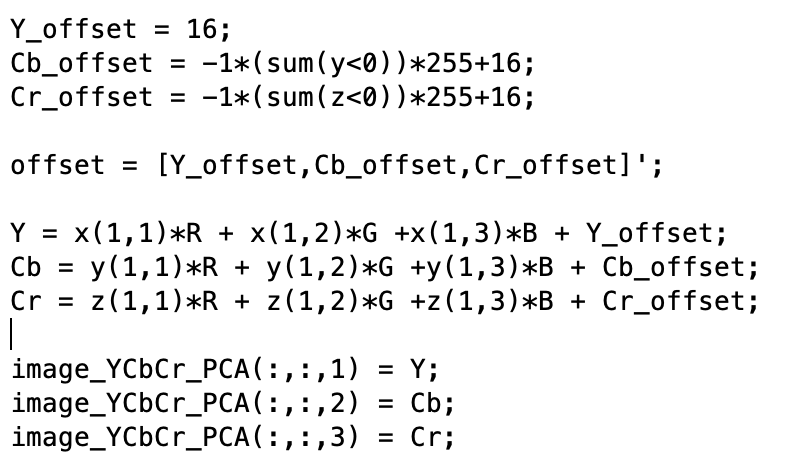 Y_offset = 16;
Cb_offset = -1*(sum(y<0))*255+16;
Cr_offset = -1*(sum(z<0))*255+16;
offset = [Y_offset,Cb_offset,Cr_offset]';
Y = x(1,1)*R + x(1,2)*G +x(1,3)*B + Y_offset;
Cb = y(1,1)*R + y(1,2)*G +y(1,3)*B + Cb_offset;
Cr = z(1,1)*R + z(1,2)*G +z(1,3)*B + Cr_offset;
image_YCbCr_PCA(:,:,1) = Y;
image_YCbCr_PCA(:,:,2) = Cb;
image_YCbCr_PCA(:,:,3) = Cr;